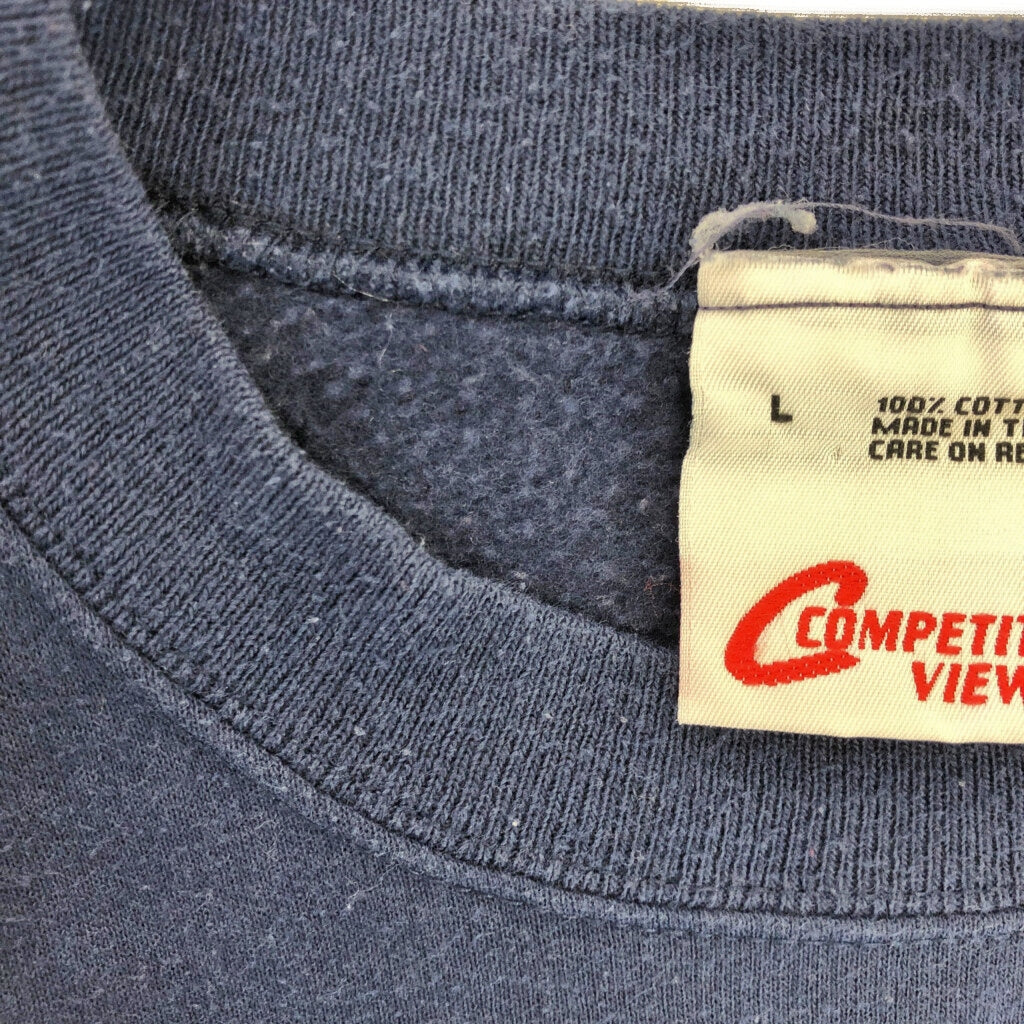 L
100% COTT
MADE IN T
CARE ON RE
COMPETIT
VIEW